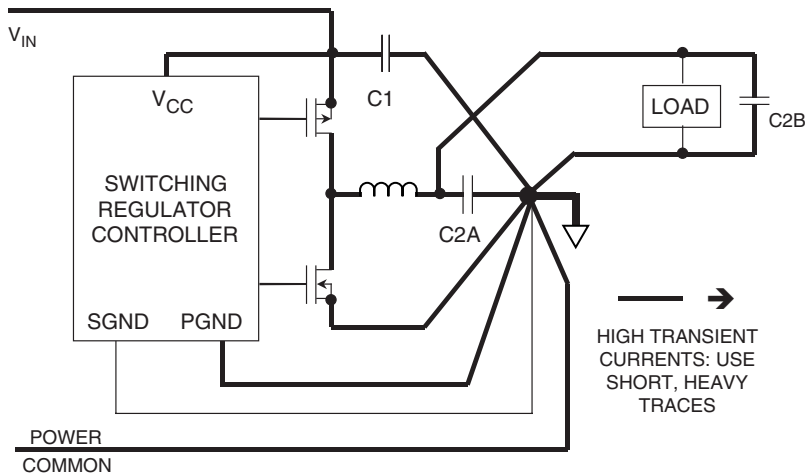 V_IN
V_CC
C1
LOAD
C2B
SWITCHING
REGULATOR
CONTROLLER
C2A
SGND PGND
HIGH TRANSIENT
CURRENTS: USE
SHORT, HEAVY
TRACES
POWER
COMMON